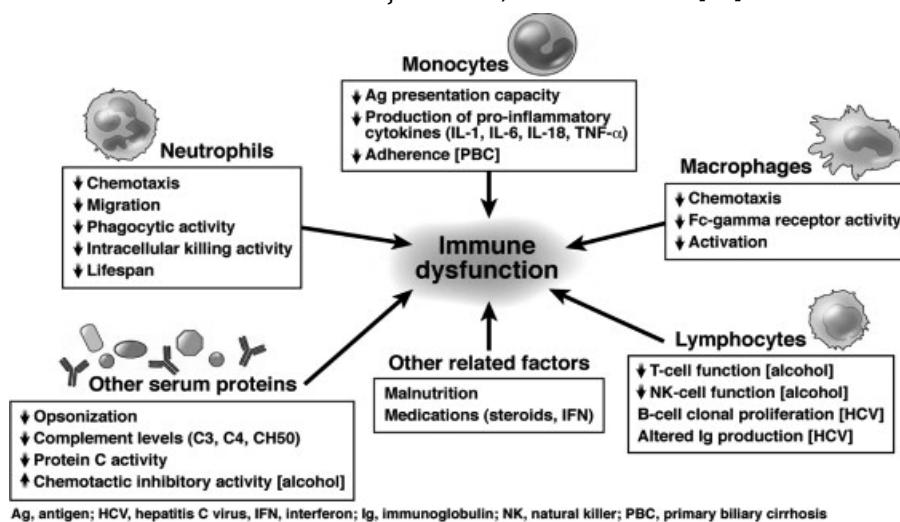 Monocytes
↓ Ag presentation capacity
↓ Production of pro-inflammatory
cytokines (IL-1, IL-6, IL-18, TNF-α)
↓ Adherence [PBC]
Neutrophils
↓ Chemotaxis
↓ Migration
↓ Phagocytic activity
↓ Intracellular killing activity
↓ Lifespan
Macrophages
↓ Chemotaxis
↓ Fc-gamma receptor activity
↓ Activation
Immune
dysfunction
Other serum proteins
↓ Opsonization
↓ Complement levels (C3, C4, CH50)
↓ Protein C activity
↑ Chemotactic inhibitory activity [alcohol]
Other related factors
Malnutrition
Medications (steroids, IFN)
Lymphocytes
↓ T-cell function [alcohol]
↓ NK-cell function [alcohol]
B-cell clonal proliferation [HCV]
Altered Ig production [HCV]
Ag, antigen; HCV, hepatitis C virus, IFN, interferon; Ig, immunoglobulin; NK, natural killer; PBC, primary biliary cirrhosis